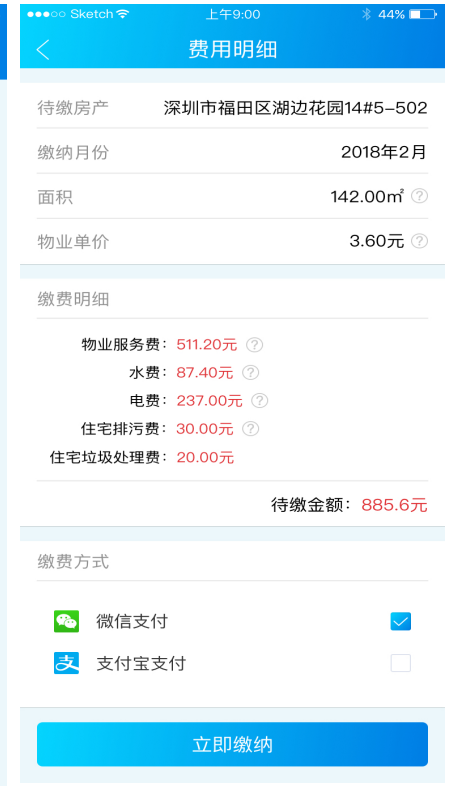 Sketch 上午9:00 44%
费用明细
待缴房产 深圳市福田区湖边花园14#5-502
缴纳月份 2018年2月
面积 142.00㎡ ?
物业单价 3.60元 ?
缴费明细
物业服务费：511.20元 ?
水费：87.40元 ?
电费：237.00元 ?
住宅排污费：30.00元 ?
住宅垃圾处理费：20.00元
待缴金额：885.6元
缴费方式
微信支付
支 支付宝支付
立即缴纳